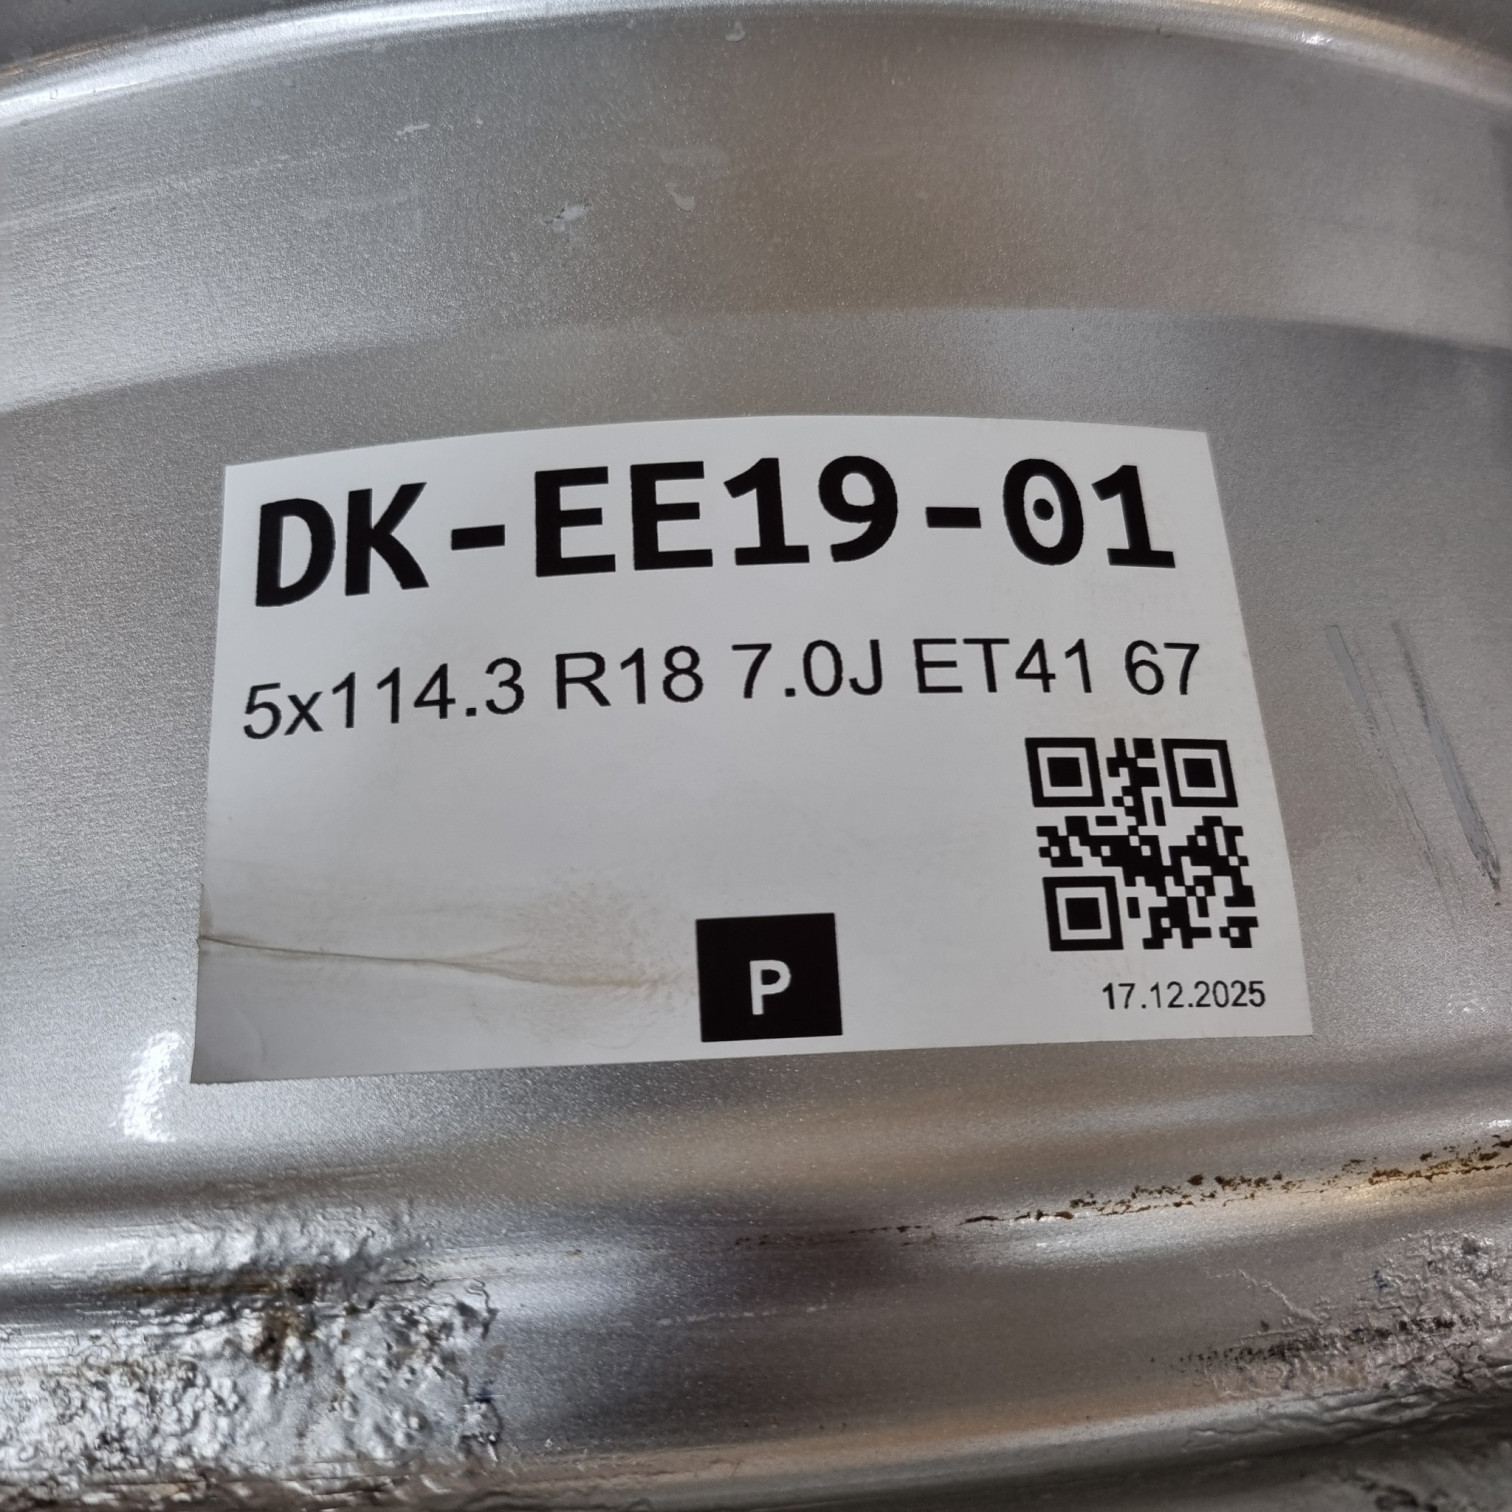 DK-EE19-01
5x114.3 R18 7.0J ET41 67
P
17.12.2025